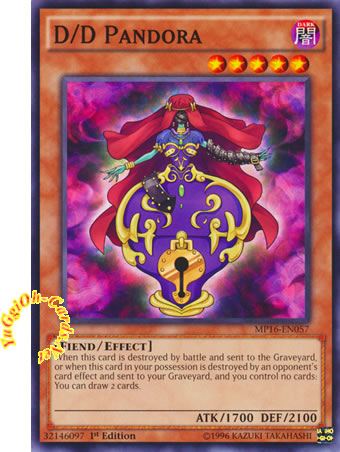 D/D PANDORA
DARK
闇
MP16-EN057
[FIEND/EFFECT]
When this card is destroyed by battle and sent to the Graveyard,
or when this card in your possession is destroyed by an opponent's
card effect and sent to your Graveyard, and you control no cards:
You can draw 2 cards.
ATK/1700 DEF/2100
32146097 1st Edition ©1996 KAZUKI TAKAHASHI